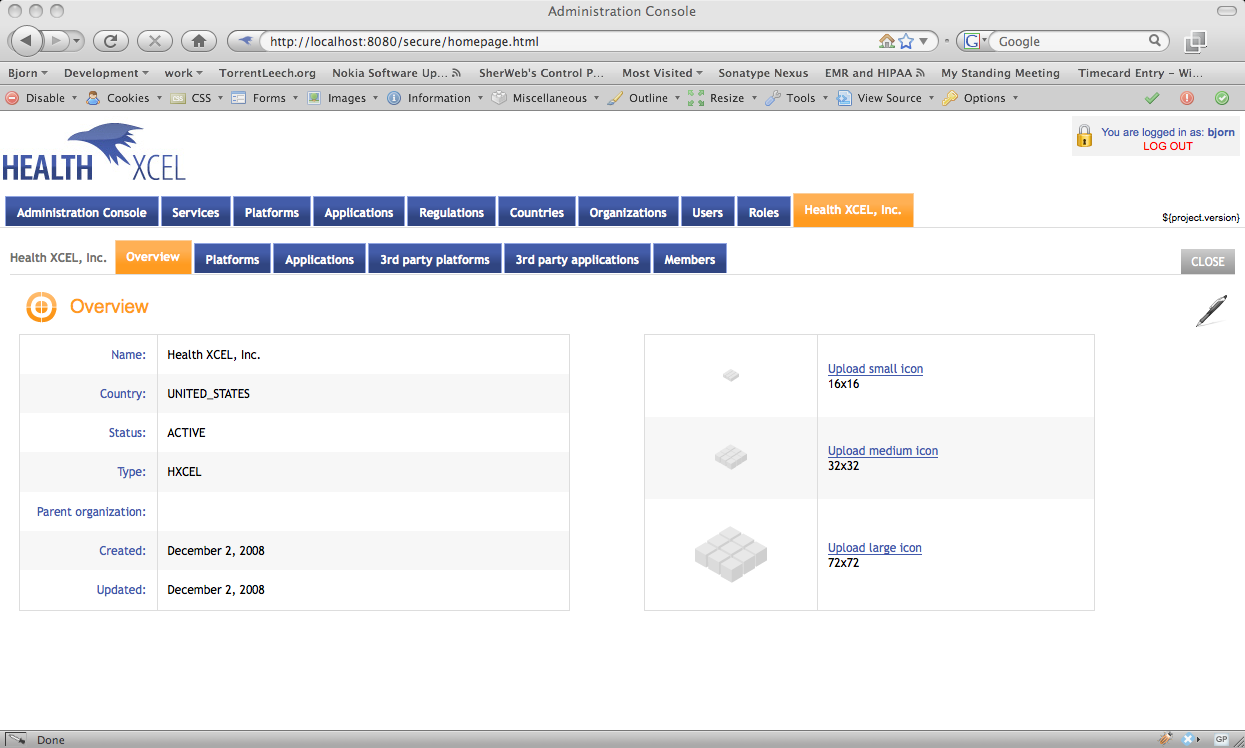 Administration Console
http://localhost:8080/secure/homepage.html
G Google
Bjorn Development work TorrentLeech.org Nokia Software Up... SherWeb's Control P... Most Visited Sonatype Nexus EMR and HIPAA My Standing Meeting Timecard Entry – Wi...
Disable Cookies CSS CSS Forms Images Information Miscellaneous Outline Resize Tools View Source Options
HEALTH XCEL
You are logged in as: bjorn
LOG OUT
Administration Console Services Platforms Applications Regulations Countries Organizations Users Roles Health XCEL, Inc.
${project.version}
Health XCEL, Inc. Overview Platforms Applications 3rd party platforms 3rd party applications Members
CLOSE
Overview
Name: Health XCEL, Inc.
Country: UNITED_STATES
Status: ACTIVE
Type: HXCEL
Parent organization:
Created: December 2, 2008
Updated: December 2, 2008
Upload small icon
16x16
Upload medium icon
32x32
Upload large icon
72x72
Done
GP